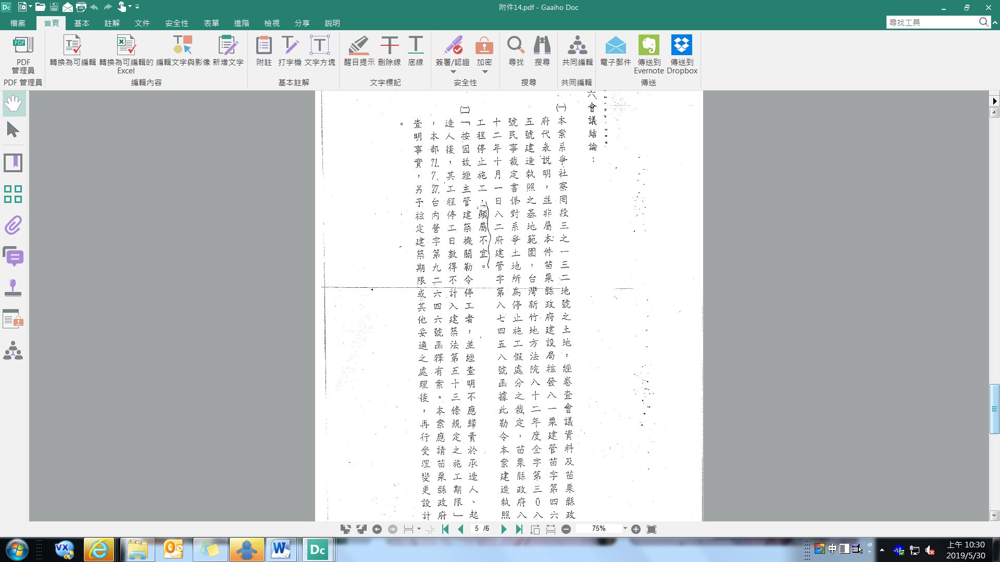 附件14.pdf - Gaaiho Doc
檔案 首頁 基本 註解 文件 安全性 表單 進階 檢視 分享 說明
尋找工具
PDF 管理員
轉換為可編輯
轉換為可編輯的 Excel
編輯文字與影像
新增文字
附註
打字機
文字方塊
醒目提示
刪除線
底線
簽署/認證
加密
尋找
搜尋
共同編輯
電子郵件
傳送到 Evernote
傳送到 Dropbox
PDF 管理員 編輯內容 基本註解 文字標記 安全性 搜尋 共同編輯 傳送
六會議結論：
㈠本案系爭社寮岡段三之一三二地號之土地，經卷查會議資料及苗栗縣政
府代表說明，並非屬本件苗栗縣政府建設局核發八一栗建管苗字第四六
五號建造執照之基地範圍，台灣新竹地方法院八十二年度全字第三0八
號民事裁定書係對系爭土地所為停止施工假處分之裁定，苗栗縣政府八
十二年十月一日八二府建管字第八七四五八號函據此勒令本案建造執照
工程停止施工，顯屬不宜。
㈡「按因故經主管建築機關勒令停工者，並經查明不應歸責於承造人、起
造人後，其工程停工日數得不計入建築法第五十三條規定之施工期限」
，本部71.7.27.台內營字第九二六四六號函釋有案。本案應請苗栗縣政府
查明事實，另予核定建築期限或其他妥適之處理後，再行受理變更設計
。
5 /6
75%
中
上午 10:30
2019/5/30